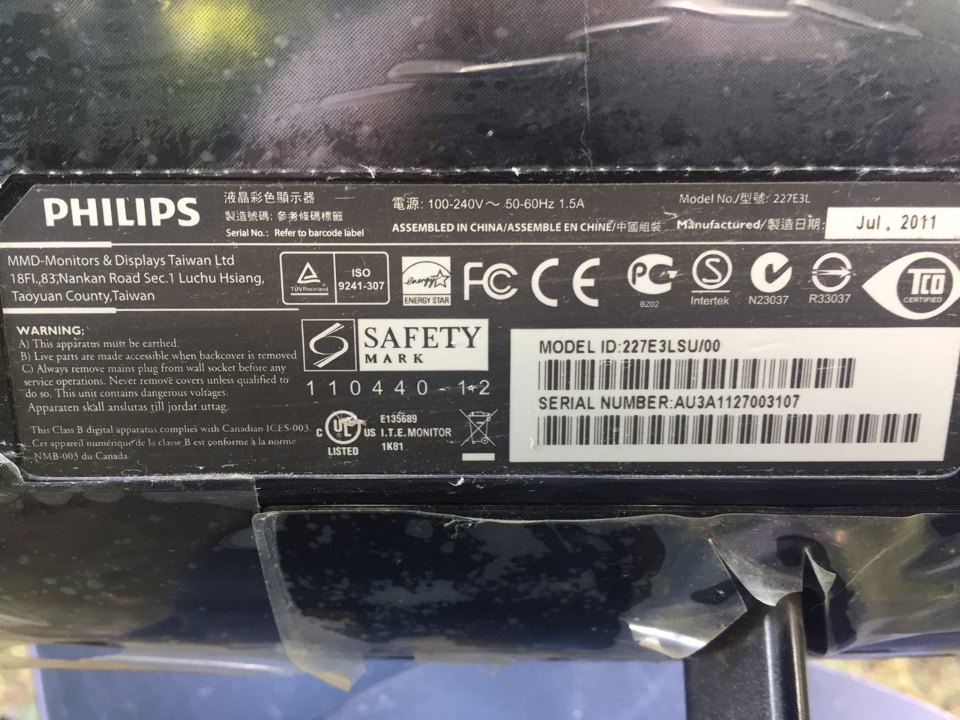 PHILIPS
液晶彩色顯示器
製造號碼: 參考條碼標籤
Serial No.: Refer to barcode label
電源: 100-240V～ 50-60Hz 1.5A
ASSEMBLED IN CHINA/ASSEMBLE EN CHINE/中國組裝
Model No./型號: 227E3L
Manufactured/製造日期:
Jul. 2011
MMD-Monitors & Displays Taiwan Ltd
18Fl.,83,Nankan Road Sec.1 Luchu Hsiang,
Taoyuan County,Taiwan
TÜVRheinland
ISO
9241-307
energy
ENERGY STAR
FC CE
BZ02
S
Intertek
N23037
R33037
TCO
CERTIFIED
WARNING:
A) This apparatus must be earthed.
B) Live parts are made accessible when backcover is removed
C) Always remove mains plug from wall socket before any
service operations. Never remove covers unless qualified to
do so. This unit contains dangerous voltages.
Apparaten skall anslutas till jordat uttag.
This Class B digital apparatus complies with Canadian ICES-003.
Cet appareil numérique de la classe B est conforme à la norme
NMB-003 du Canada.
SAFETY
MARK
110440-12
C UL US
LISTED
E135689
I.T.E.MONITOR
1K81
MODEL ID:227E3LSU/00
SERIAL NUMBER:AU3A1127003107